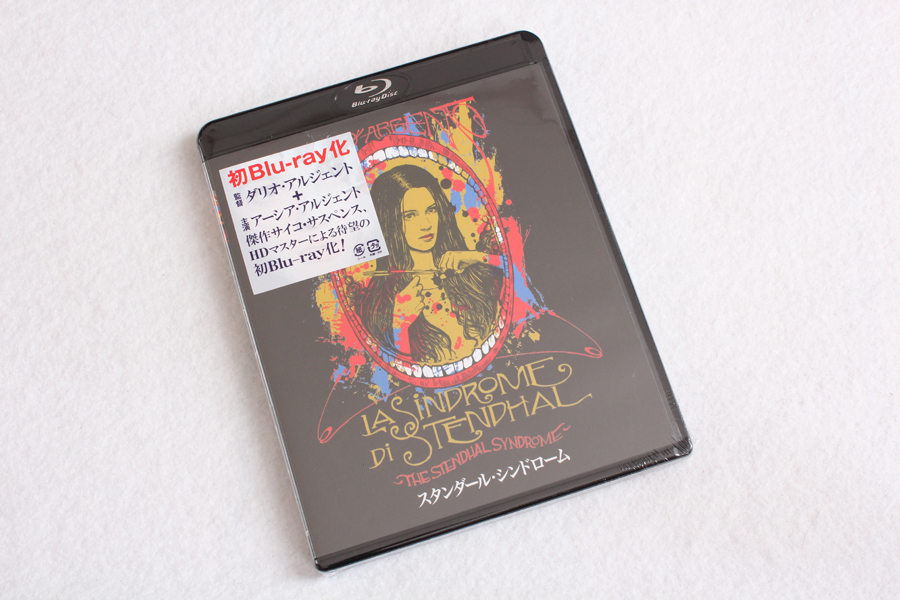 Blu-ray Disc
初Blu-ray化
監督 ダリオ・アルジェント
+
主演 アーシア・アルジェント
傑作サイコ・サスペンス、
HDマスターによる待望の
初Blu-ray化!
LA SINDROME
Di STENDHAL
THE STENDHAL SYNDROME
スタンダール・シンドローム